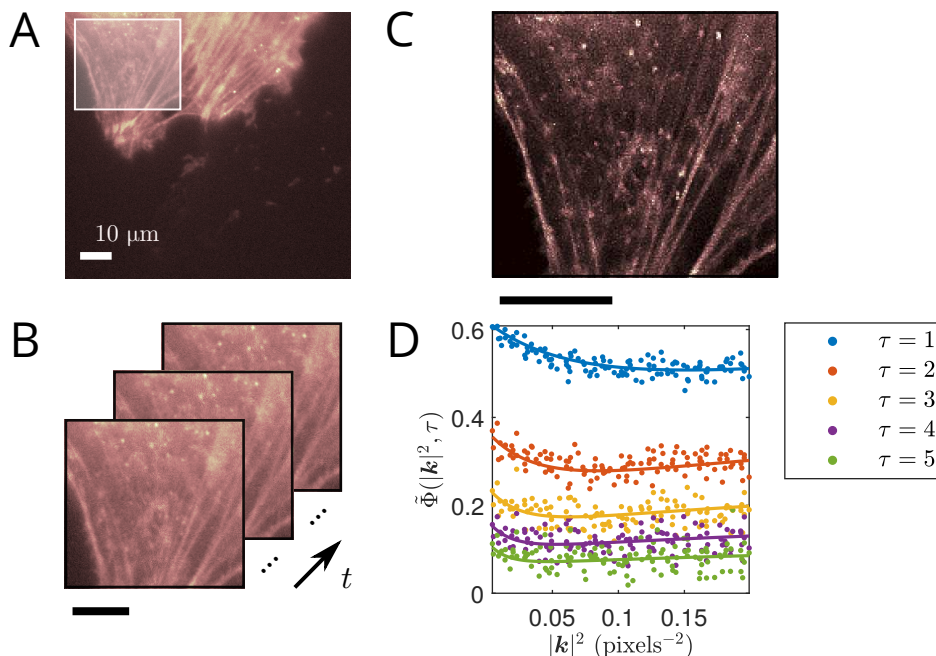 A
10 µm
C
B
t
D
0.6
0.4
0.2
0
Φ̃(|k|², τ)
0.05
0.1
0.15
|k|² (pixels⁻²)
τ = 1
τ = 2
τ = 3
τ = 4
τ = 5